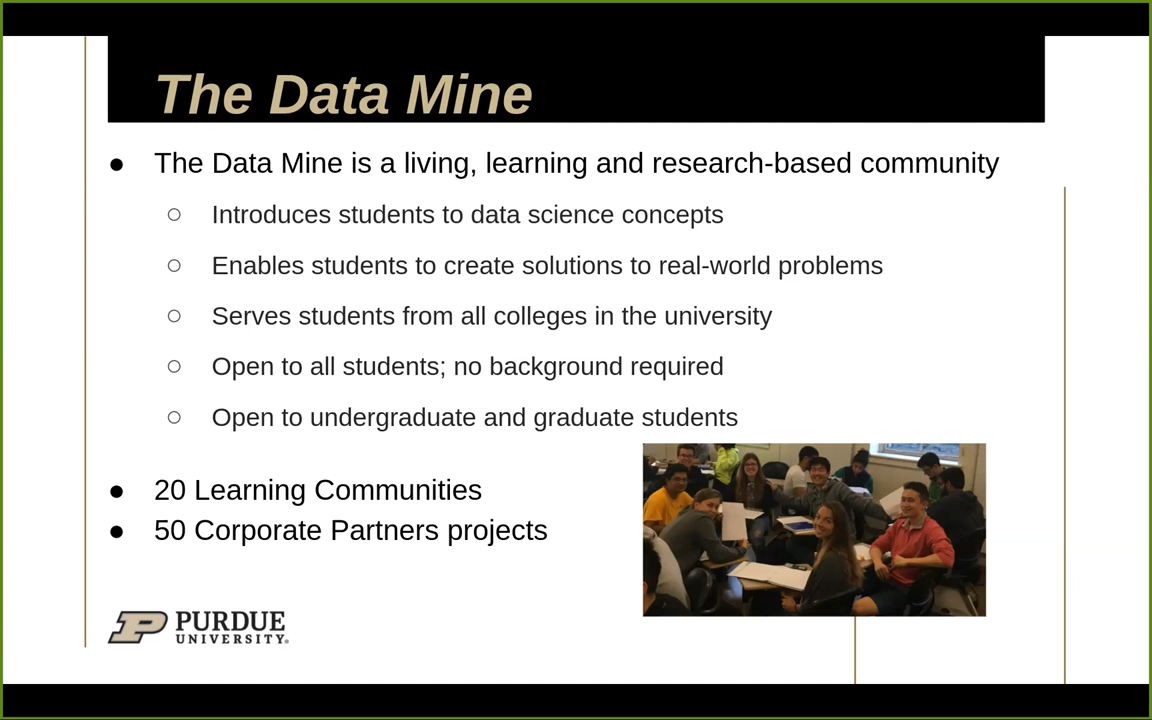 The Data Mine
● The Data Mine is a living, learning and research-based community
○ Introduces students to data science concepts
○ Enables students to create solutions to real-world problems
○ Serves students from all colleges in the university
○ Open to all students; no background required
○ Open to undergraduate and graduate students
● 20 Learning Communities
● 50 Corporate Partners projects
PURDUE
UNIVERSITY®